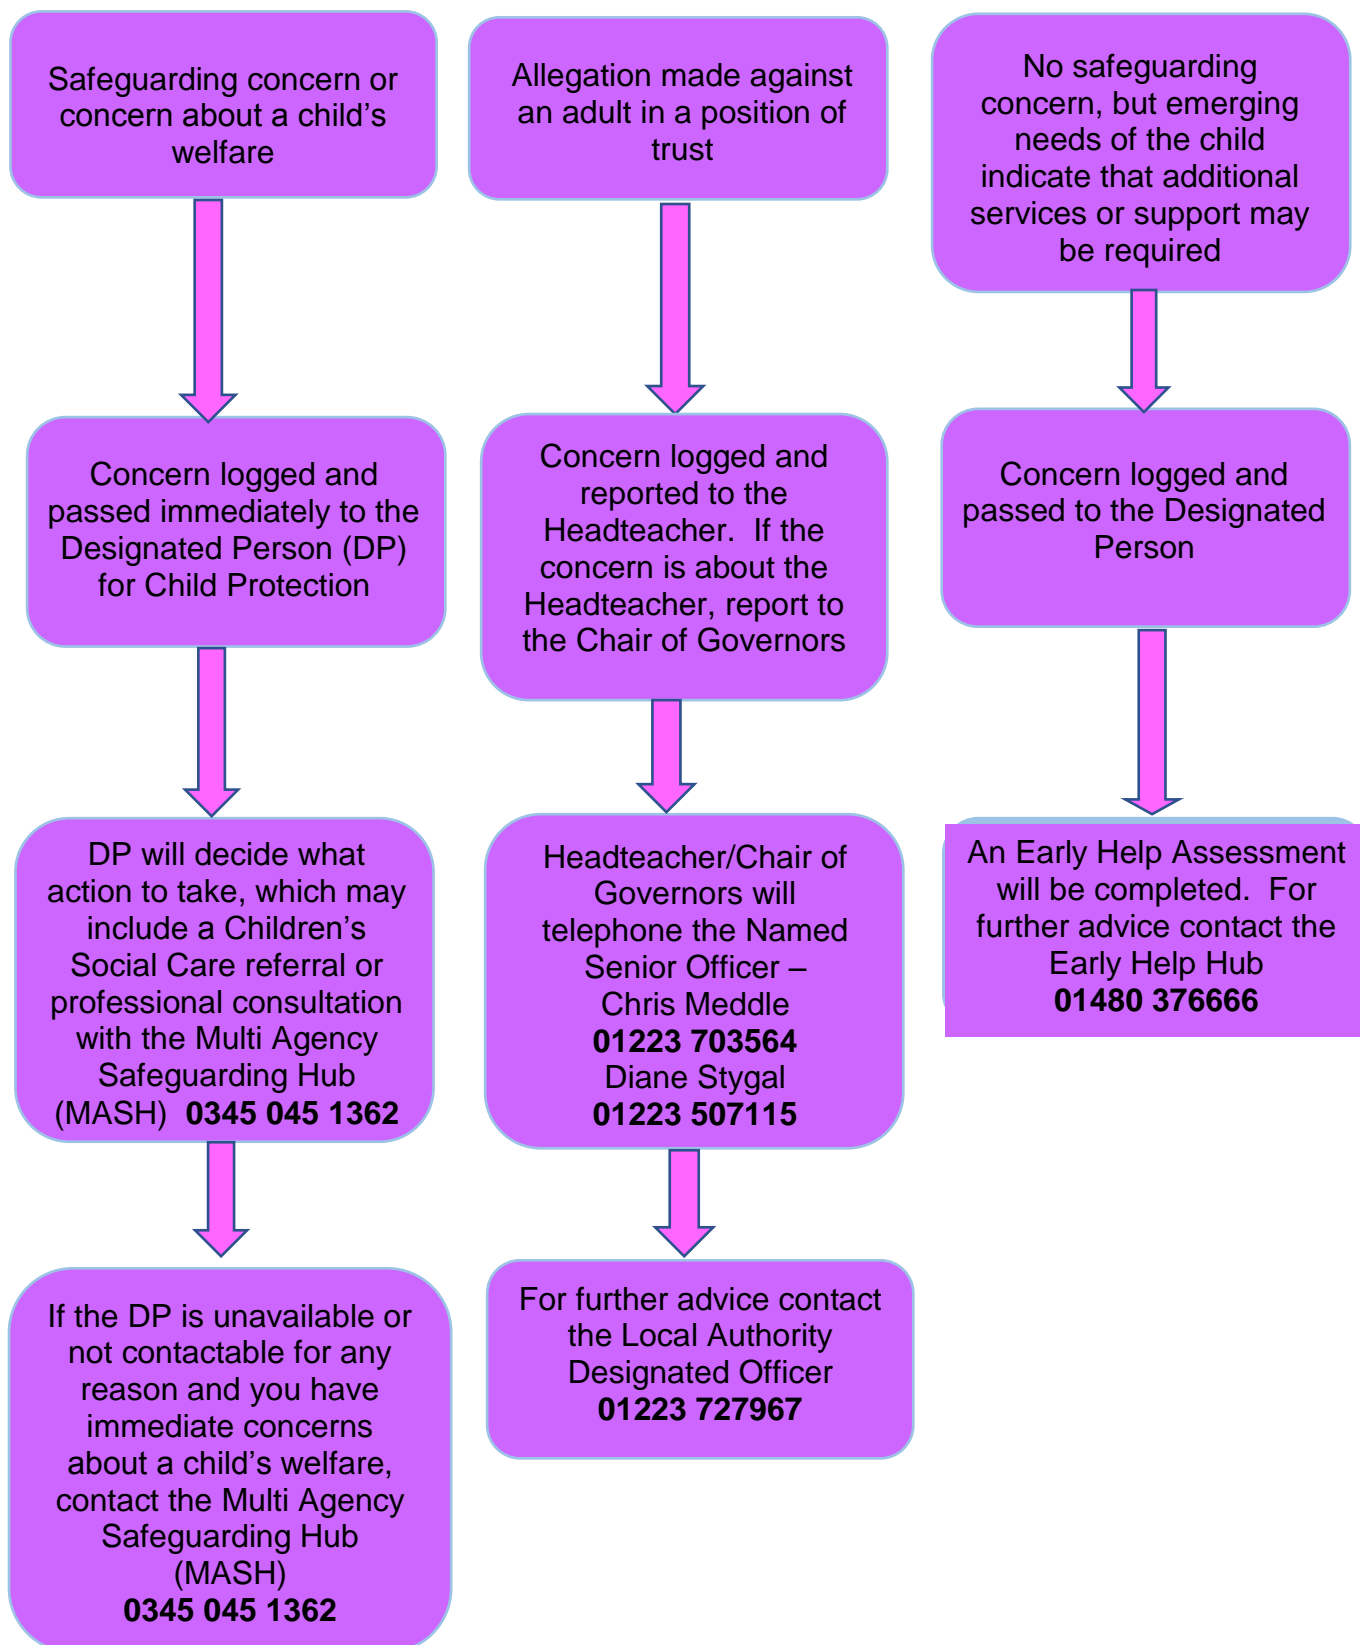 Safeguarding concern or
concern about a child’s
welfare
Concern logged and
passed immediately to the
Designated Person (DP)
for Child Protection
DP will decide what
action to take, which may
include a Children’s
Social Care referral or
professional consultation
with the Multi Agency
Safeguarding Hub
(MASH)  0345 045 1362
If the DP is unavailable or
not contactable for any
reason and you have
immediate concerns
about a child’s welfare,
contact the Multi Agency
Safeguarding Hub
(MASH)
0345 045 1362
Allegation made against
an adult in a position of
trust
Concern logged and
reported to the
Headteacher.  If the
concern is about the
Headteacher, report to
the Chair of Governors
Headteacher/Chair of
Governors will
telephone the Named
Senior Officer –
Chris Meddle
01223 703564
Diane Stygal
01223 507115
For further advice contact
the Local Authority
Designated Officer
01223 727967
No safeguarding
concern, but emerging
needs of the child
indicate that additional
services or support may
be required
Concern logged and
passed to the Designated
Person
An Early Help Assessment
will be completed.  For
further advice contact the
Early Help Hub
01480 376666